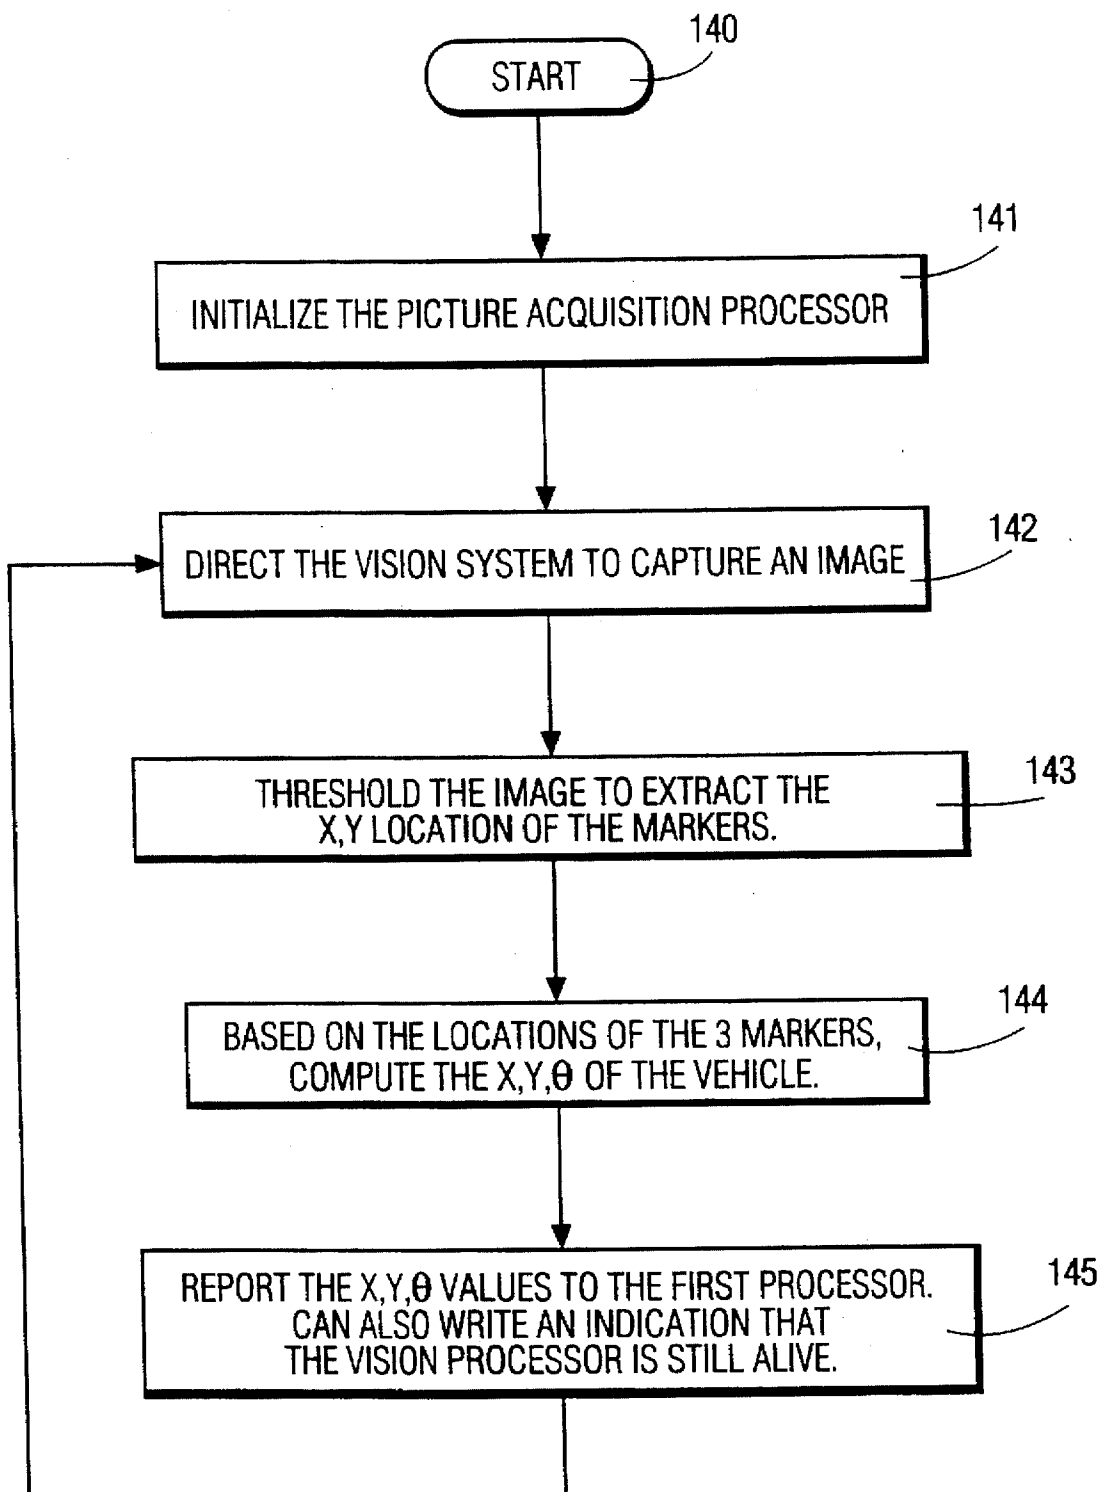 140
START
141
INITIALIZE THE PICTURE ACQUISITION PROCESSOR
142
DIRECT THE VISION SYSTEM TO CAPTURE AN IMAGE
143
THRESHOLD THE IMAGE TO EXTRACT THE
X,Y LOCATION OF THE MARKERS.
144
BASED ON THE LOCATIONS OF THE 3 MARKERS,
COMPUTE THE X,Y,θ OF THE VEHICLE.
145
REPORT THE X,Y,θ VALUES TO THE FIRST PROCESSOR.
CAN ALSO WRITE AN INDICATION THAT
THE VISION PROCESSOR IS STILL ALIVE.